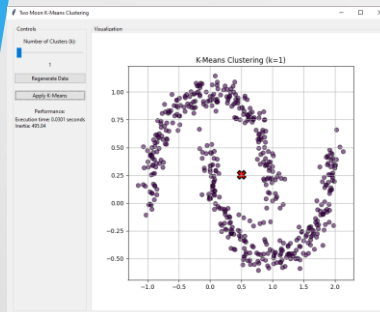 Two Moon K-Means Clustering
Controls
Number of Clusters (k):
1
Regenerate Data
Apply K-Means
Performance:
Execution time: 0.0301 seconds
Inertia: 495.04
Visualization
K-Means Clustering (k=1)
1.00
0.75
0.50
0.25
0.00
−0.25
−0.50
−1.0 −0.5 0.0 0.5 1.0 1.5 2.0